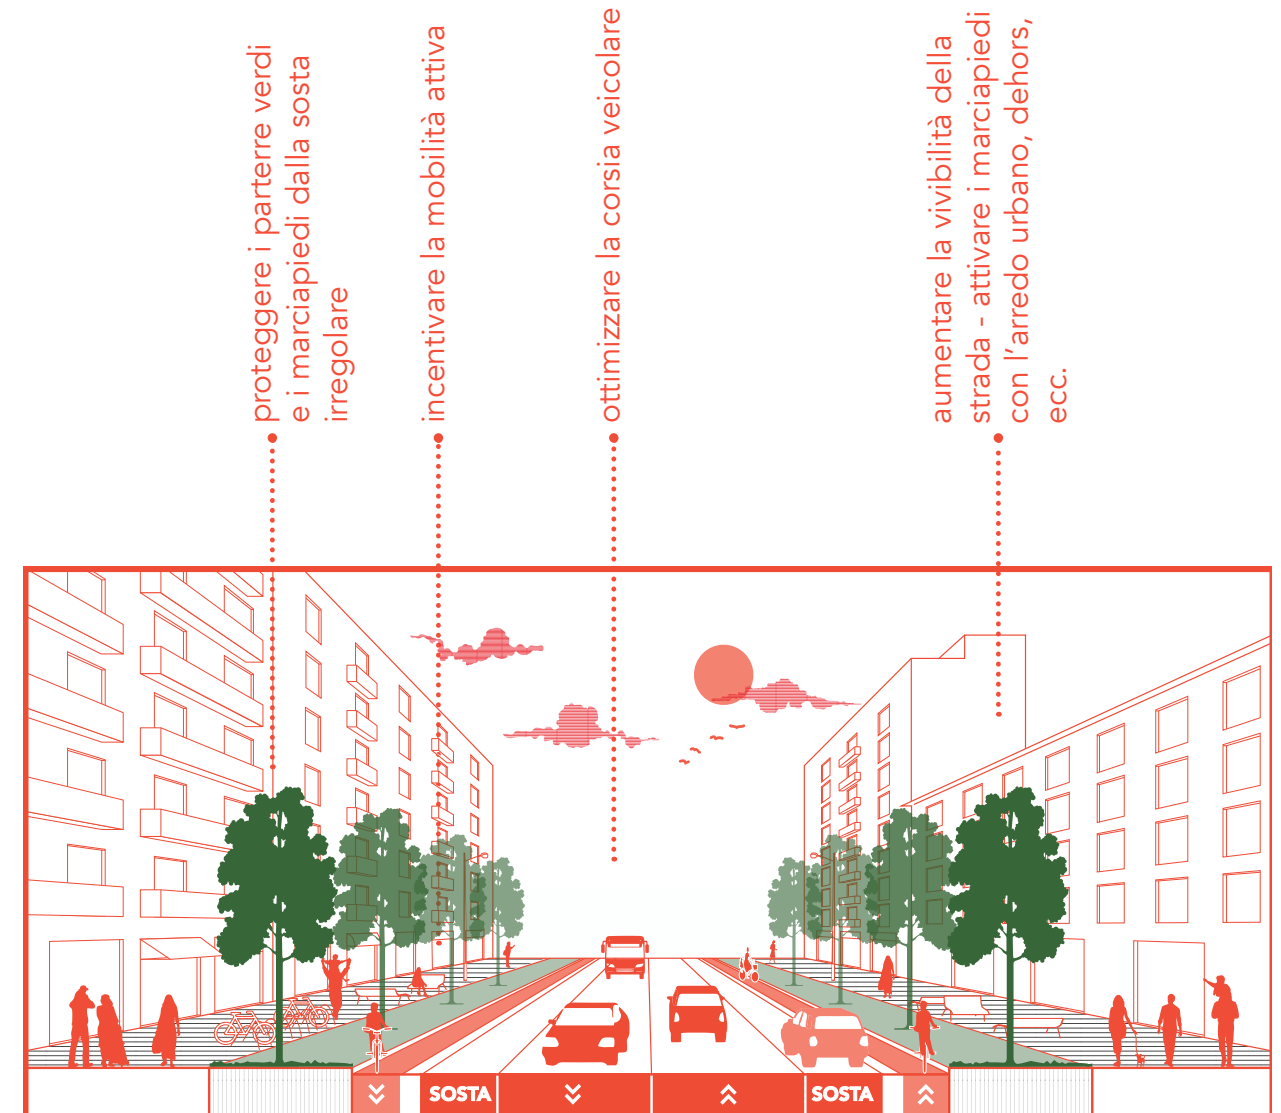 proteggere i parterre verdi
e i marciapiedi dalla sosta
irregolare
incentivare la mobilità attiva
ottimizzare la corsia veicolare
aumentare la vivibilità della
strada - attivare i marciapiedi
con l'arredo urbano, dehors,
ecc.
SOSTA
SOSTA